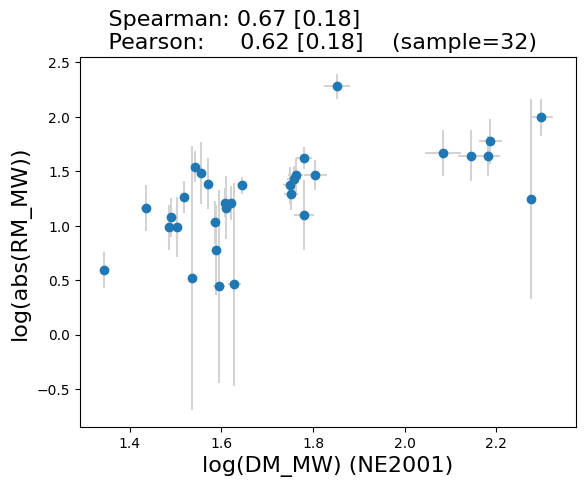 Spearman: 0.67 [0.18]
Pearson: 0.62 [0.18] (sample=32)
2.5
2.0
1.5
1.0
0.5
0.0
−0.5
log(abs(RM_MW))
1.4 1.6 1.8 2.0 2.2
log(DM_MW) (NE2001)